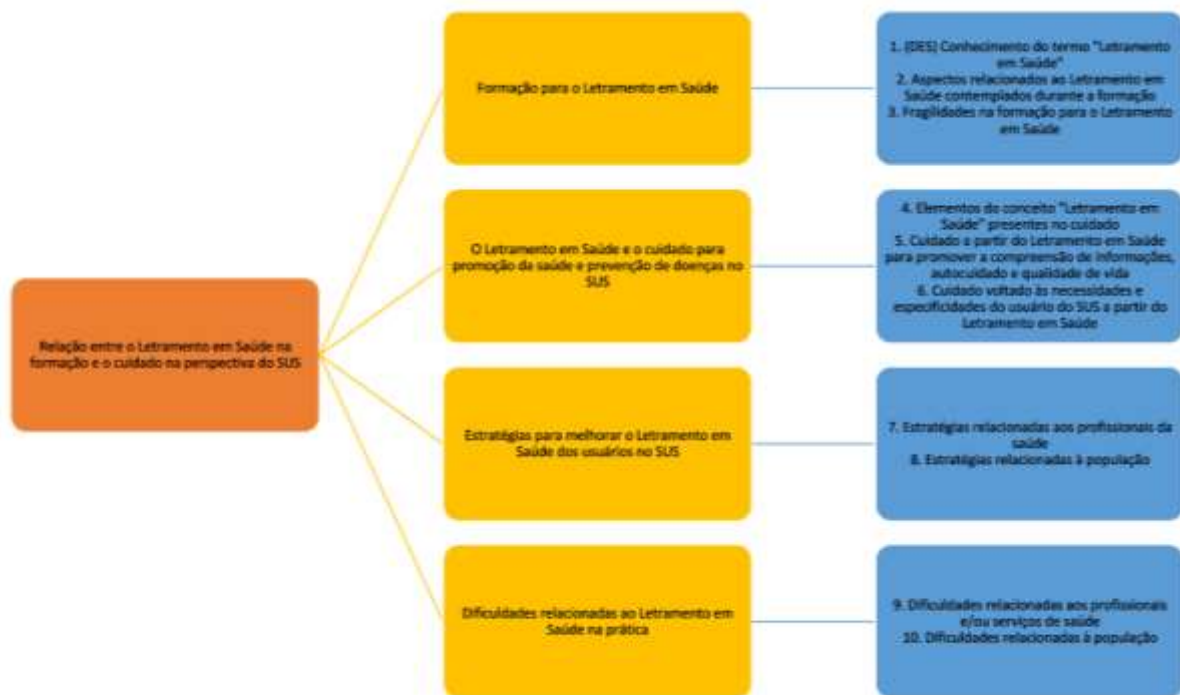 Relação entre o Letramento em Saúde na
formação e o cuidado na perspectiva do SUS
Formação para o Letramento em Saúde
1. (DES) Conhecimento do termo "Letramento
em Saúde"
2. Aspectos relacionados ao Letramento em
Saúde contemplados durante a formação
3. Fragilidades na formação para o Letramento
em Saúde
O Letramento em Saúde e o cuidado para
promoção da saúde e prevenção de doenças no
SUS
4. Elementos do conceito "Letramento em
Saúde" presentes no cuidado
5. Cuidado a partir do Letramento em Saúde
para promover a compreensão de informações,
autocuidado e qualidade de vida
6. Cuidado voltado às necessidades e
especificidades do usuário do SUS a partir do
Letramento em Saúde
Estratégias para melhorar o Letramento em
Saúde dos usuários no SUS
7. Estratégias relacionadas aos profissionais da
saúde
8. Estratégias relacionadas à população
Dificuldades relacionadas ao Letramento em
Saúde na prática
9. Dificuldades relacionadas aos profissionais
e/ou serviços de saúde
10. Dificuldades relacionadas à população